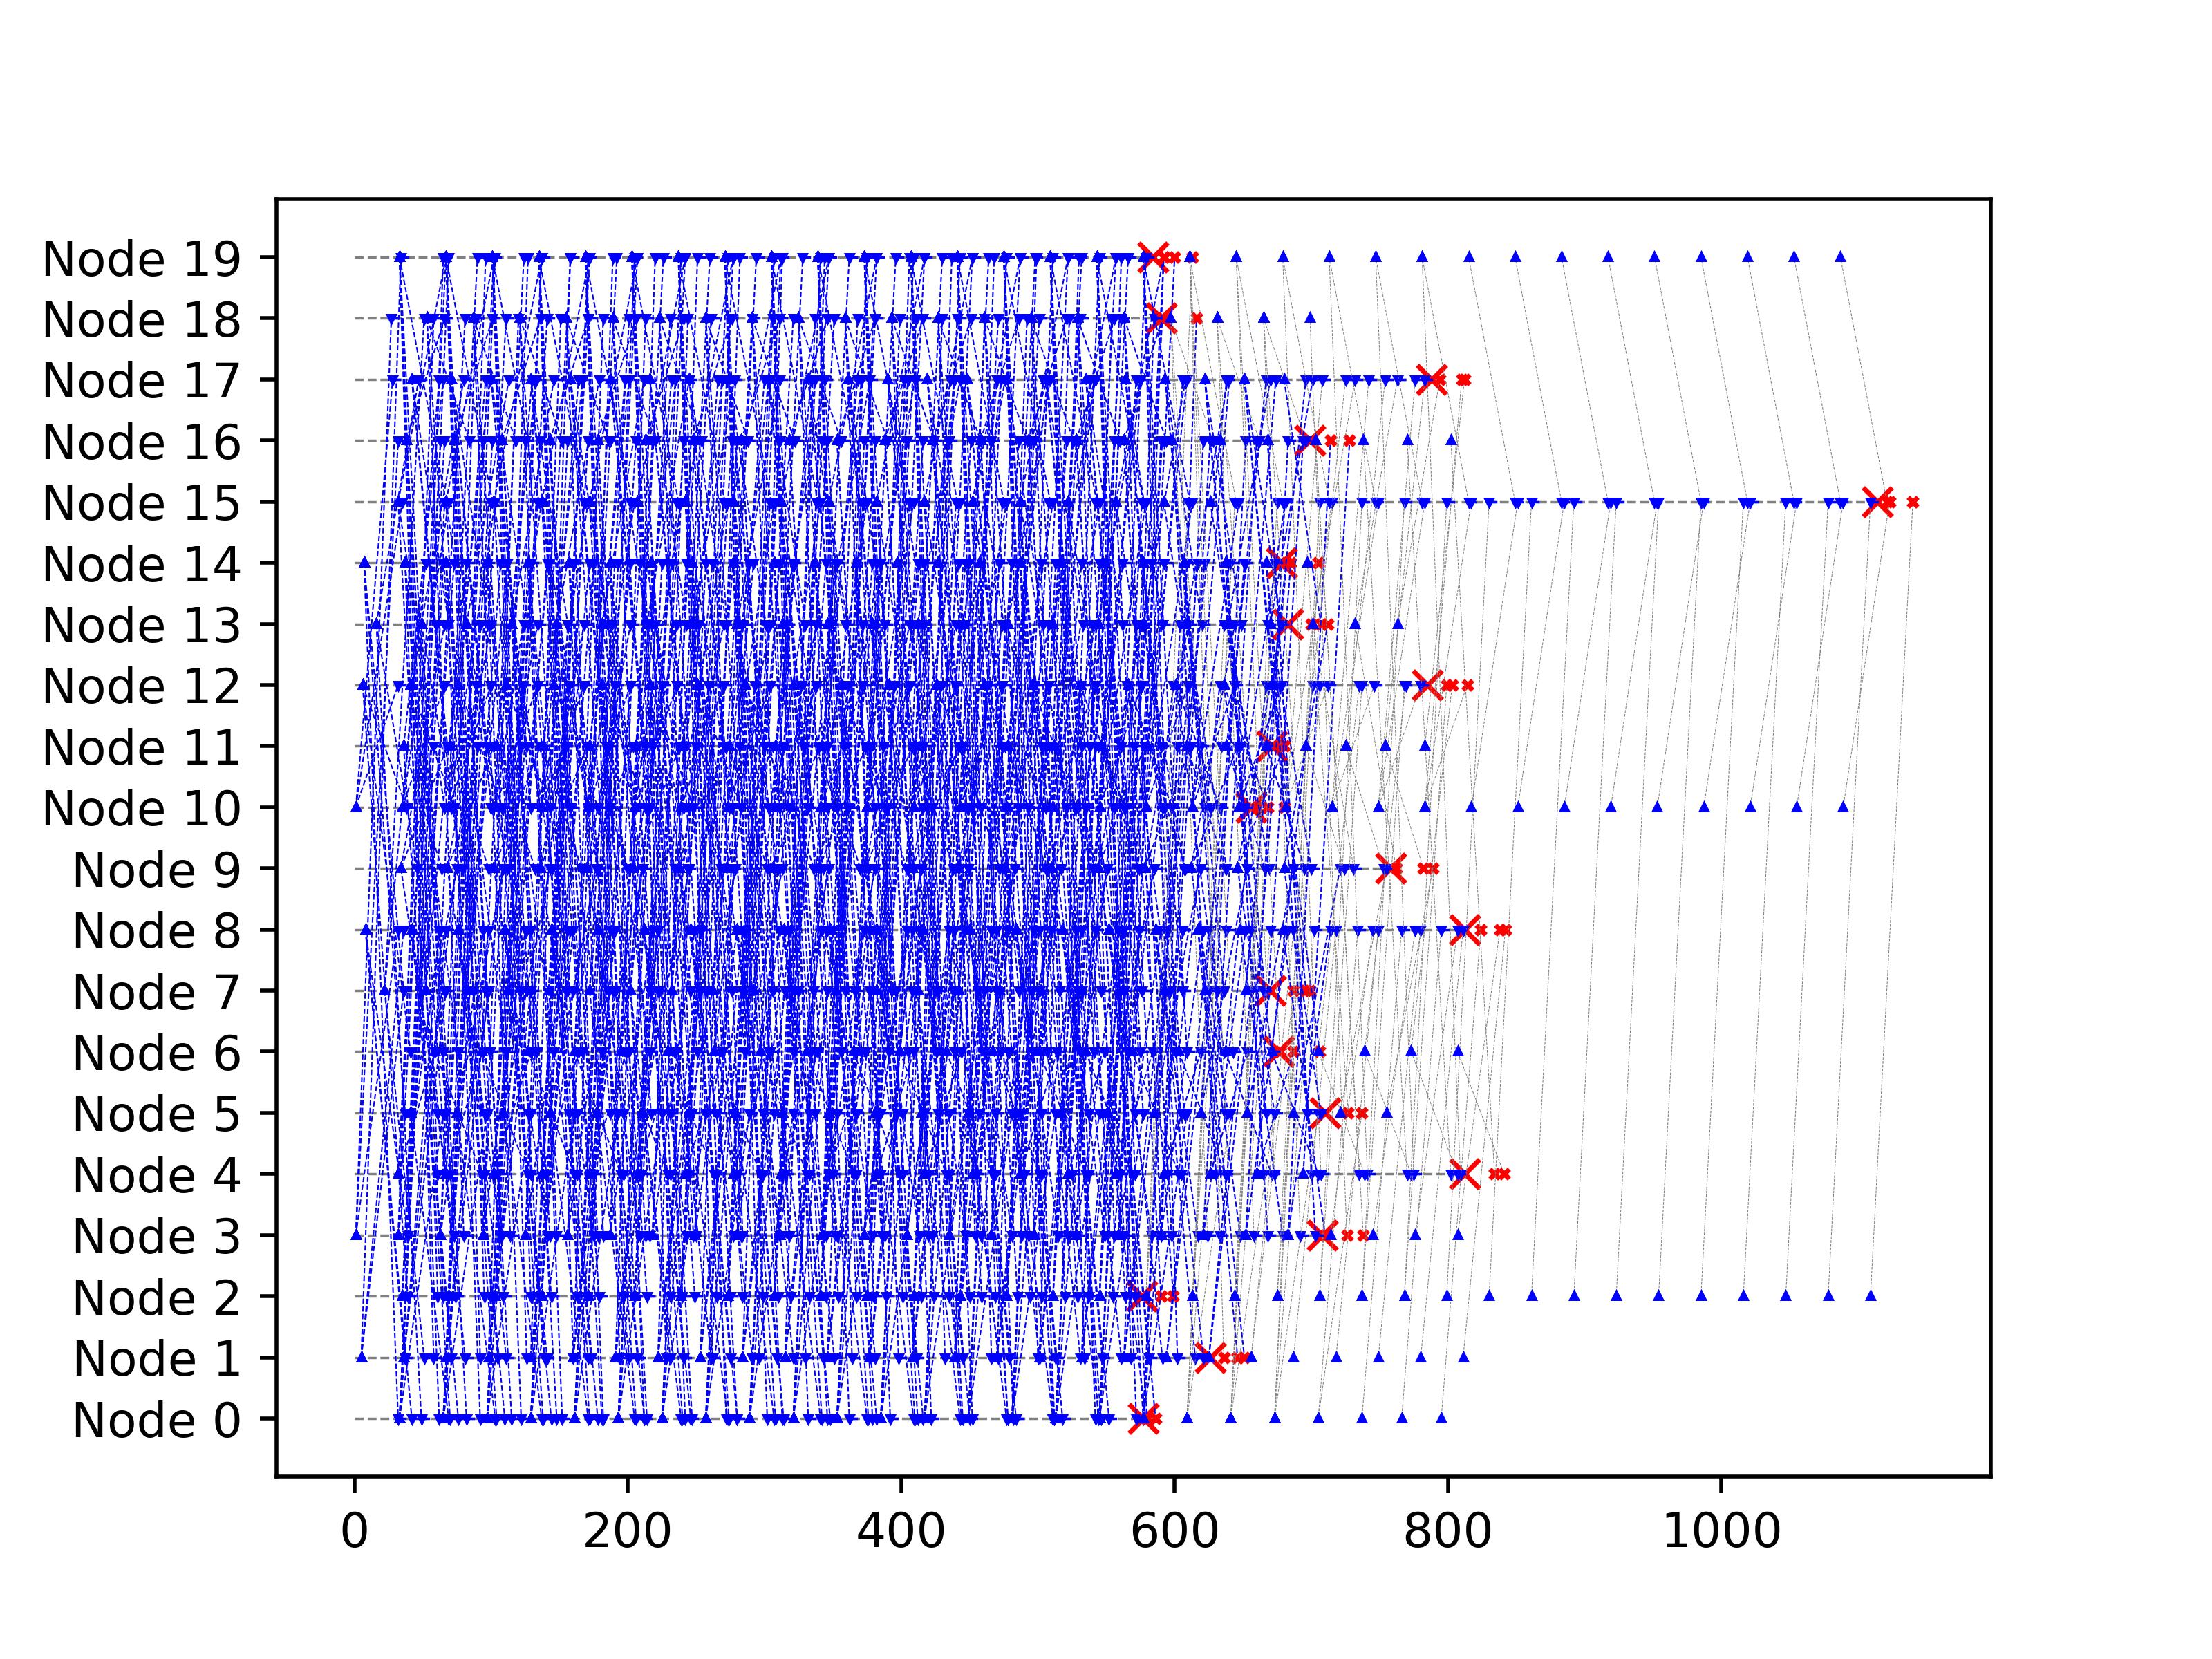 Node 19
Node 18
Node 17
Node 16
Node 15
Node 14
Node 13
Node 12
Node 11
Node 10
Node 9
Node 8
Node 7
Node 6
Node 5
Node 4
Node 3
Node 2
Node 1
Node 0
0 200 400 600 800 1000